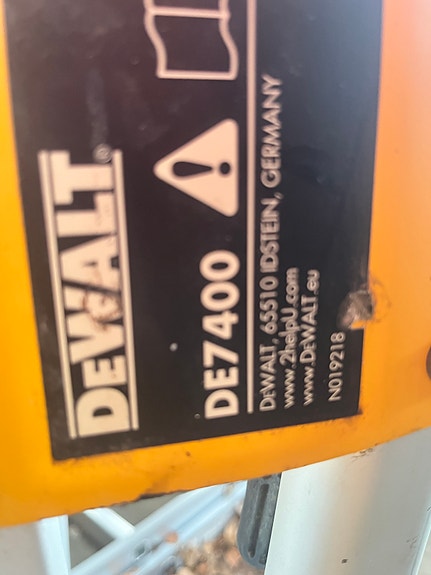 DEWALT®
DE7400
DEWALT, 65510 IDSTEIN, GERMANY
www.2helpU.com
www.DEWALT.eu
N019218